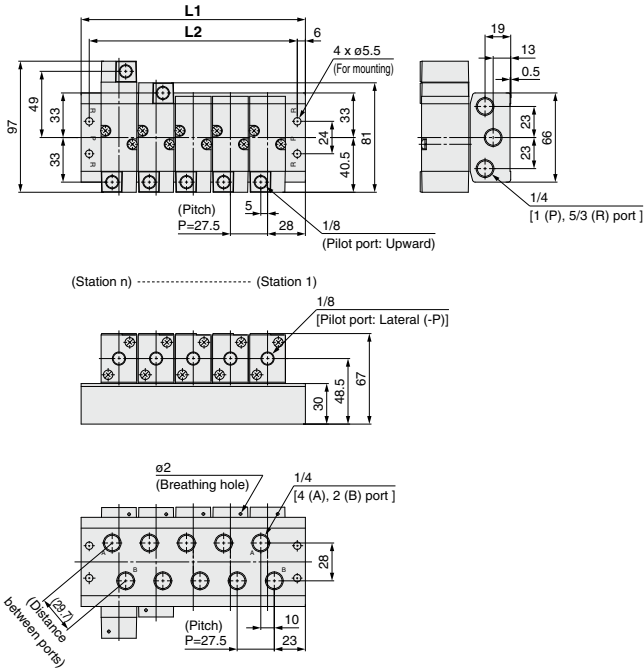 L1
L2
6
4 x ø5.5
(For mounting)
19
13
0.5
97
49
33
33
R
P
R
R
P
R
33
24
40.5
81
23
23
66
(Pitch)
P=27.5
5
28
1/8
(Pilot port: Upward)
1/4
[1 (P), 5/3 (R) port ]
(Station n) ---------------- (Station 1)
1/8
[Pilot port: Lateral (-P)]
30
48.5
67
ø2
(Breathing hole)
1/4
[4 (A), 2 (B) port ]
A
A
B
B
28
(29.7)
(Distance
between ports)
(Pitch)
P=27.5
10
23